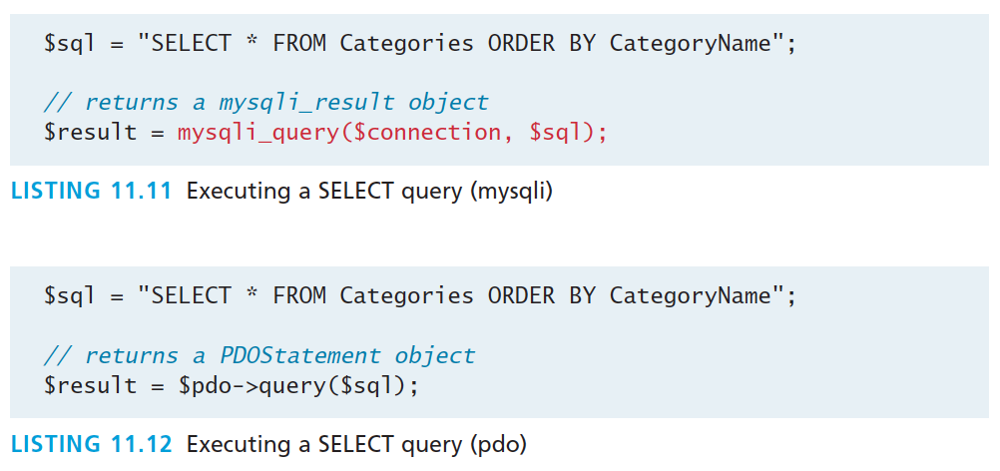 $sql = "SELECT * FROM Categories ORDER BY CategoryName";
// returns a mysqli_result object
$result = mysqli_query($connection, $sql);
LISTING 11.11 Executing a SELECT query (mysqli)
$sql = "SELECT * FROM Categories ORDER BY CategoryName";
// returns a PDOStatement object
$result = $pdo->query($sql);
LISTING 11.12 Executing a SELECT query (pdo)